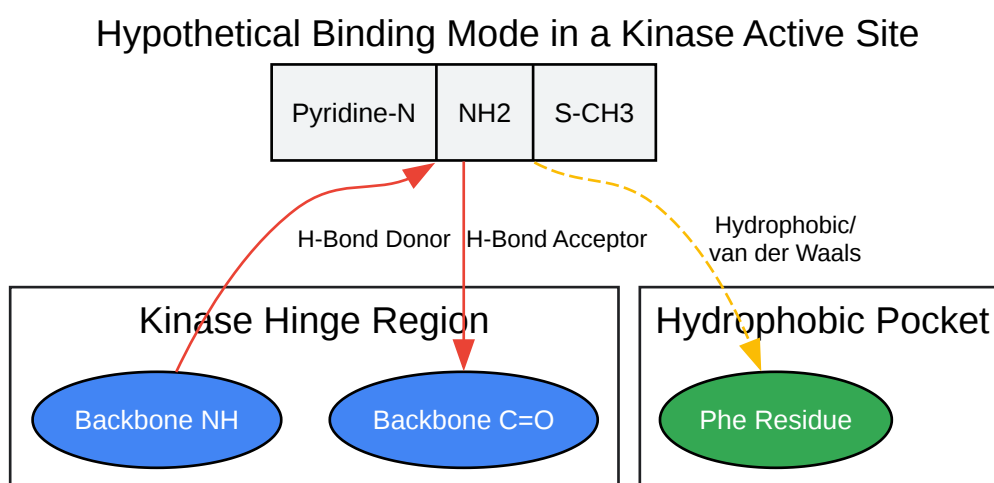 Hypothetical Binding Mode in a Kinase Active Site
Pyridine-N
NH2
S-CH3
H-Bond Donor
H-Bond Acceptor
Hydrophobic/
van der Waals
Kinase Hinge Region
Hydrophobic Pocket
Backbone NH
Backbone C=O
Phe Residue